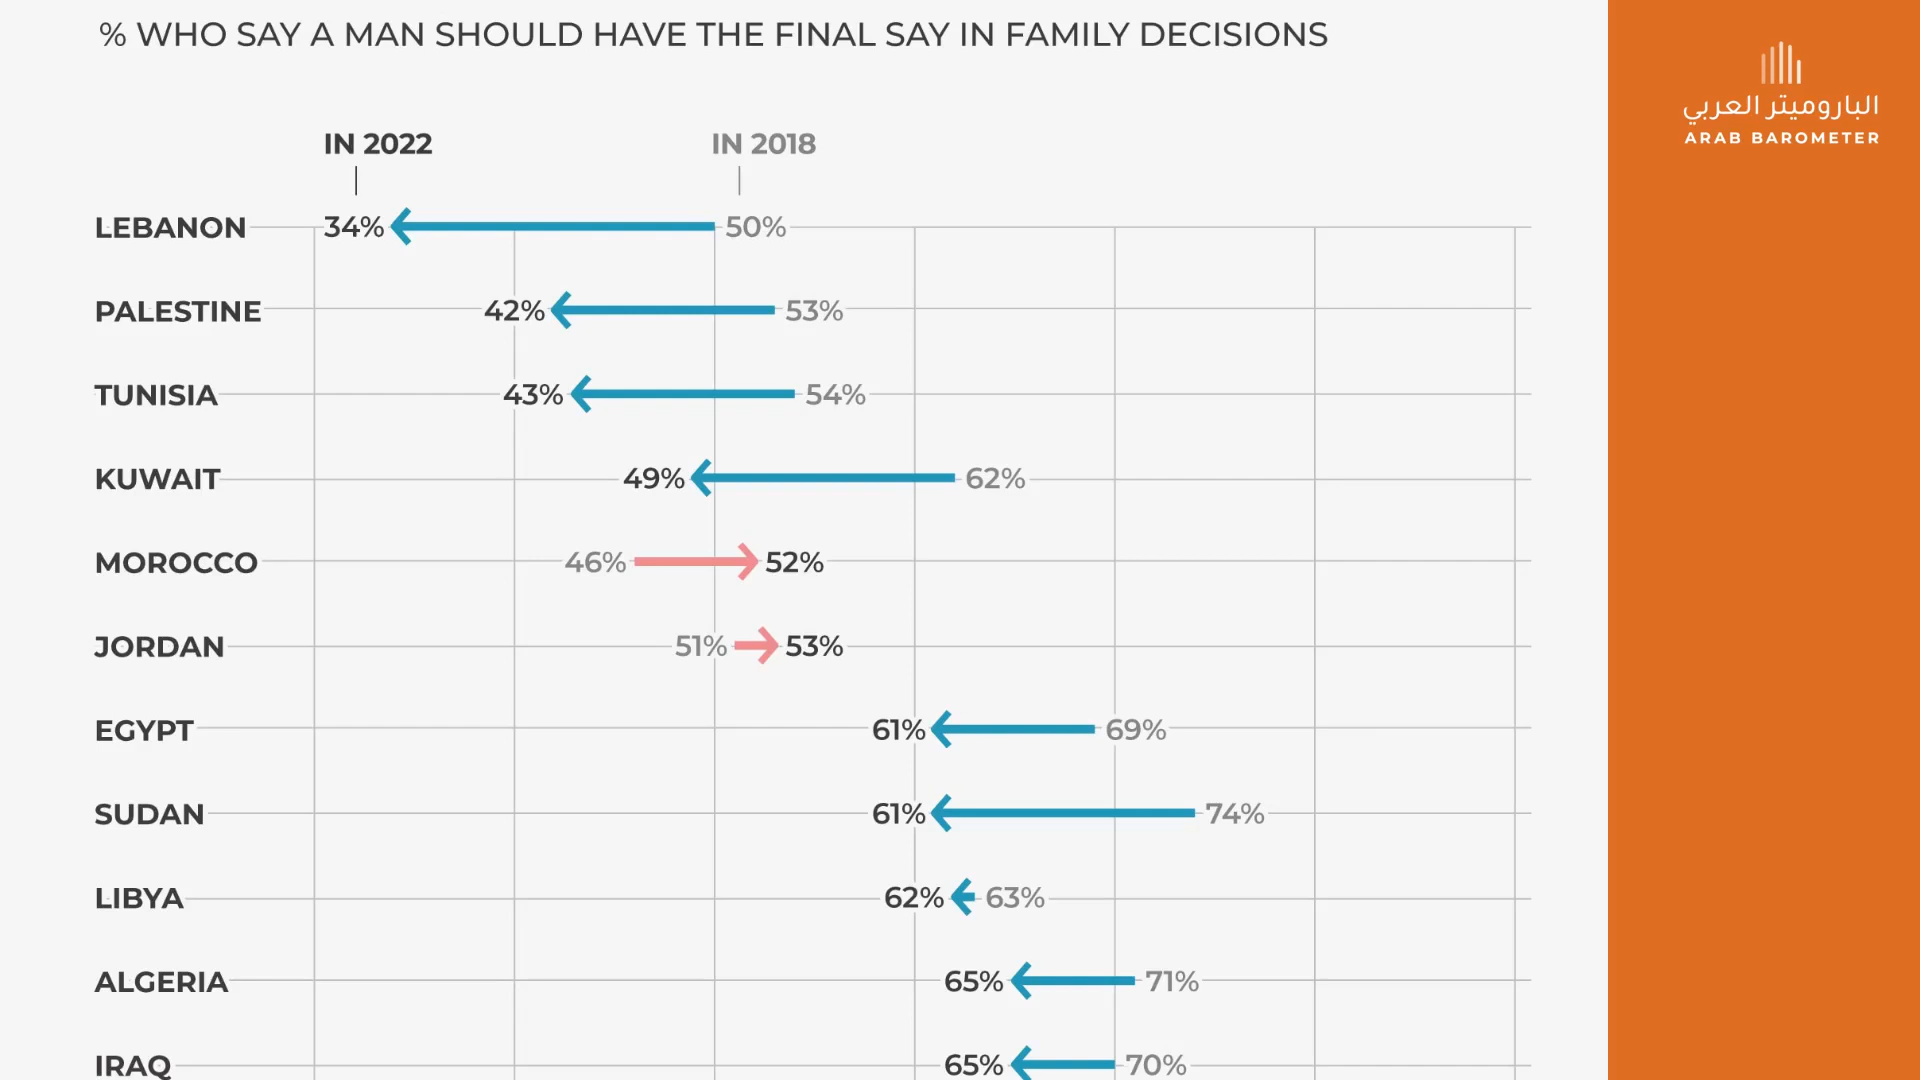 % WHO SAY A MAN SHOULD HAVE THE FINAL SAY IN FAMILY DECISIONS
الباروميتر العربي
ARAB BAROMETER
IN 2022 IN 2018
LEBANON 34% 50%
PALESTINE 42% 53%
TUNISIA 43% 54%
KUWAIT 49% 62%
MOROCCO 46% 52%
JORDAN 51% 53%
EGYPT 61% 69%
SUDAN 61% 74%
LIBYA 62% 63%
ALGERIA 65% 71%
IRAQ 65% 70%